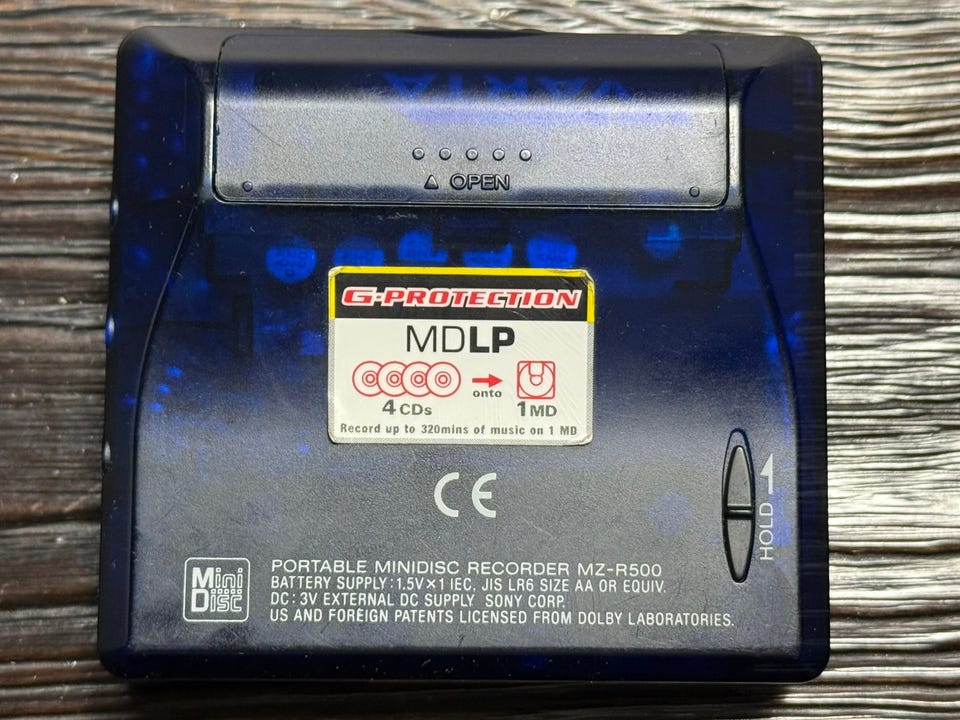 OPEN
G-PROTECTION
MDLP
onto
4 CDs 1 MD
Record up to 320mins of music on 1 MD
CE
HOLD
Mini Disc
PORTABLE MINIDISC RECORDER MZ-R500
BATTERY SUPPLY:1.5V×1 IEC, JIS LR6 SIZE AA OR EQUIV.
DC: 3V EXTERNAL DC SUPPLY SONY CORP.
US AND FOREIGN PATENTS LICENSED FROM DOLBY LABORATORIES.